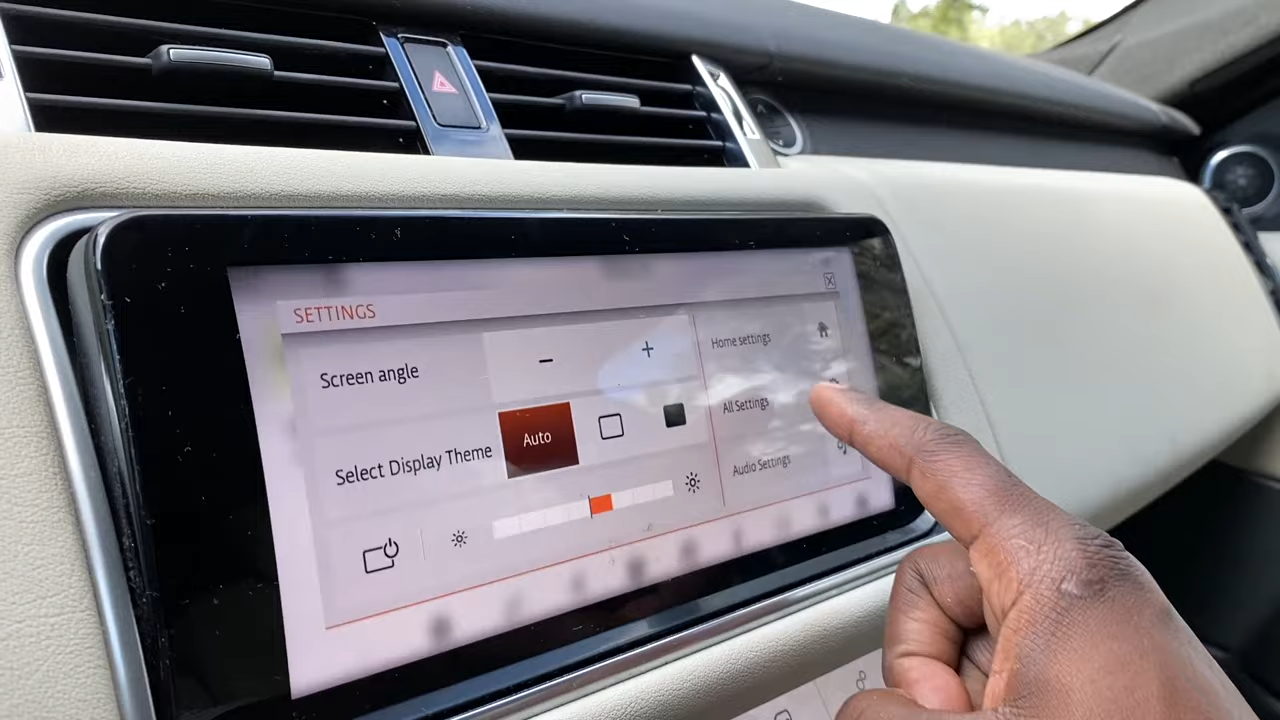 SETTINGS
Screen angle
Home settings
Select Display Theme
Auto
All Settings
Audio Settings